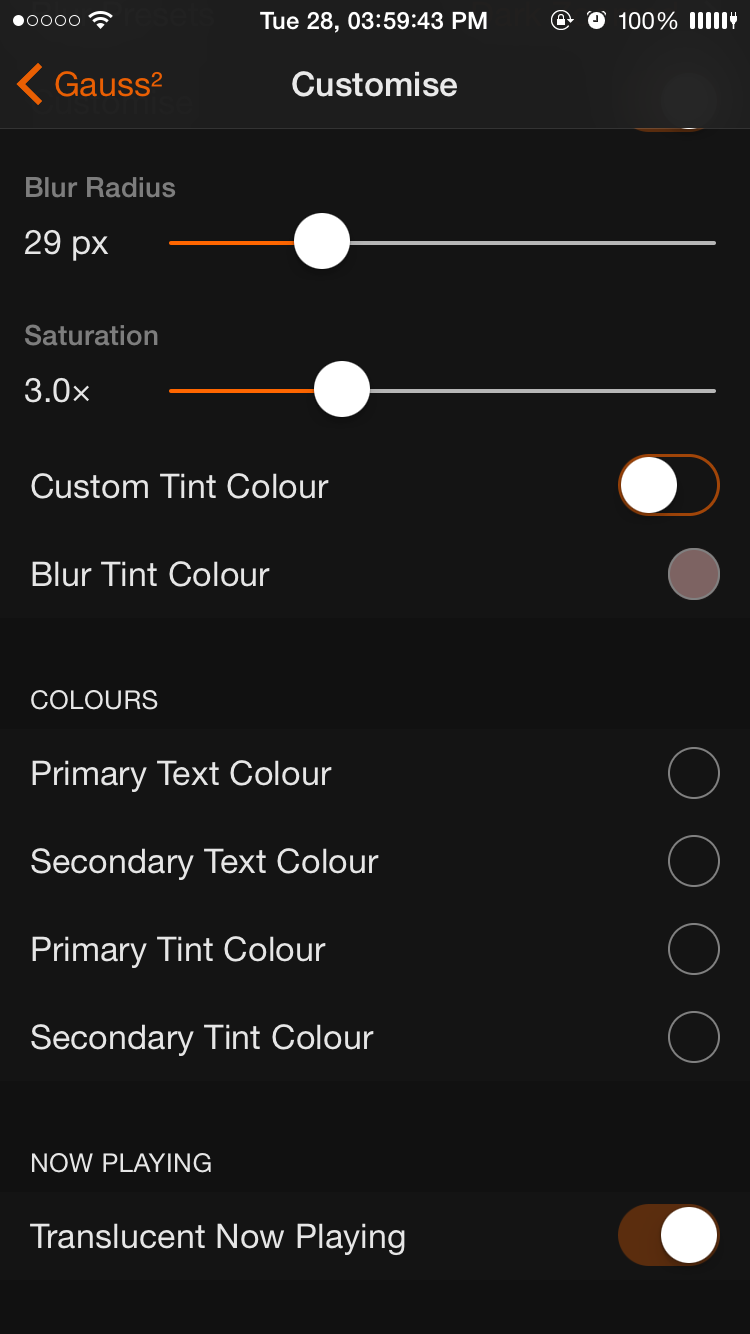 Tue 28, 03:59:43 PM 100%
Gauss² Customise
Blur Radius
29 px
Saturation
3.0×
Custom Tint Colour
Blur Tint Colour
COLOURS
Primary Text Colour
Secondary Text Colour
Primary Tint Colour
Secondary Tint Colour
NOW PLAYING
Translucent Now Playing